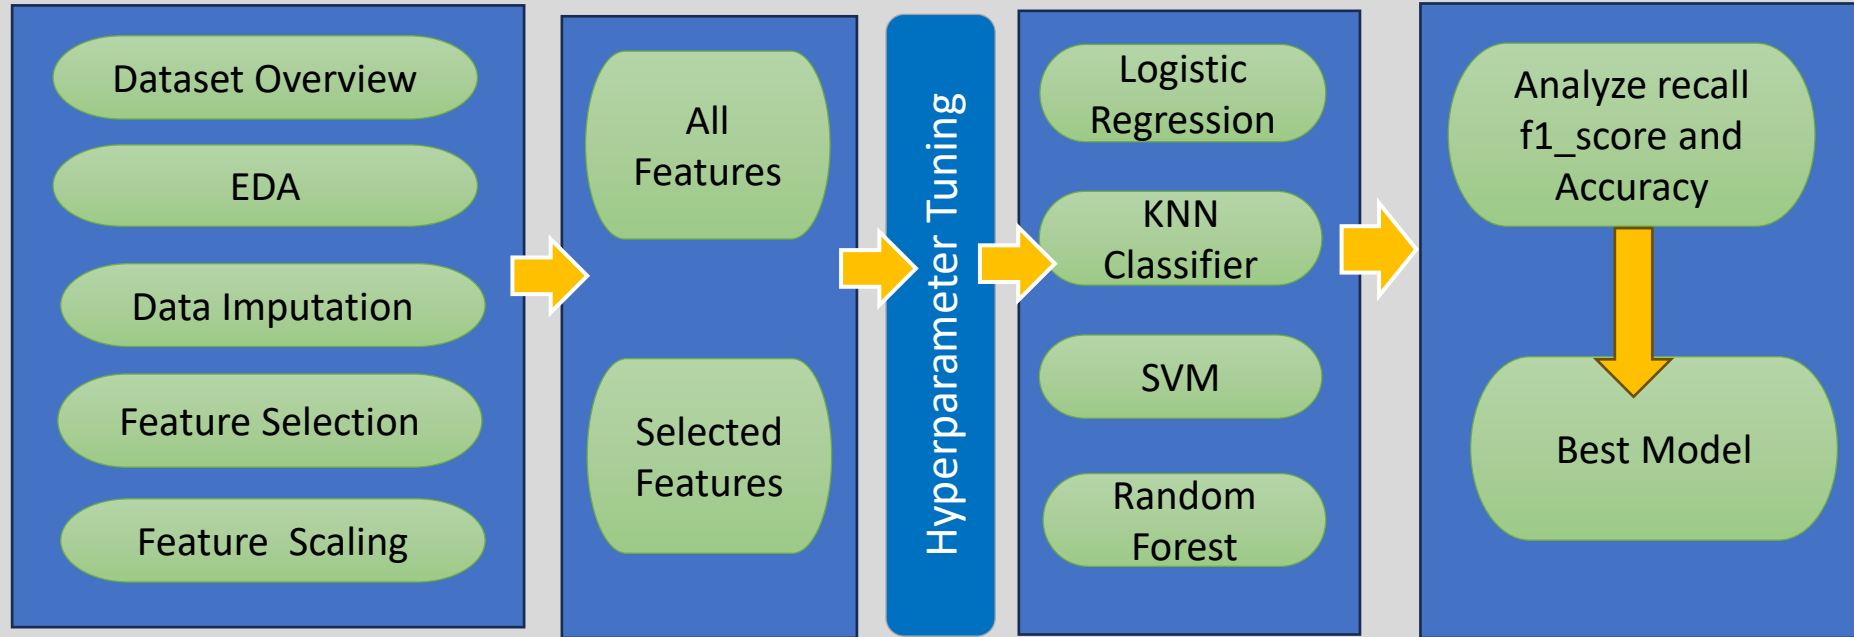 Dataset Overview
EDA
Data Imputation
Feature Selection
Feature  Scaling
All
Features
Selected
Features
Hyperparameter Tuning
Logistic
Regression
KNN
Classifier
SVM
Random
Forest
Analyze recall
f1_score and
Accuracy
Best Model